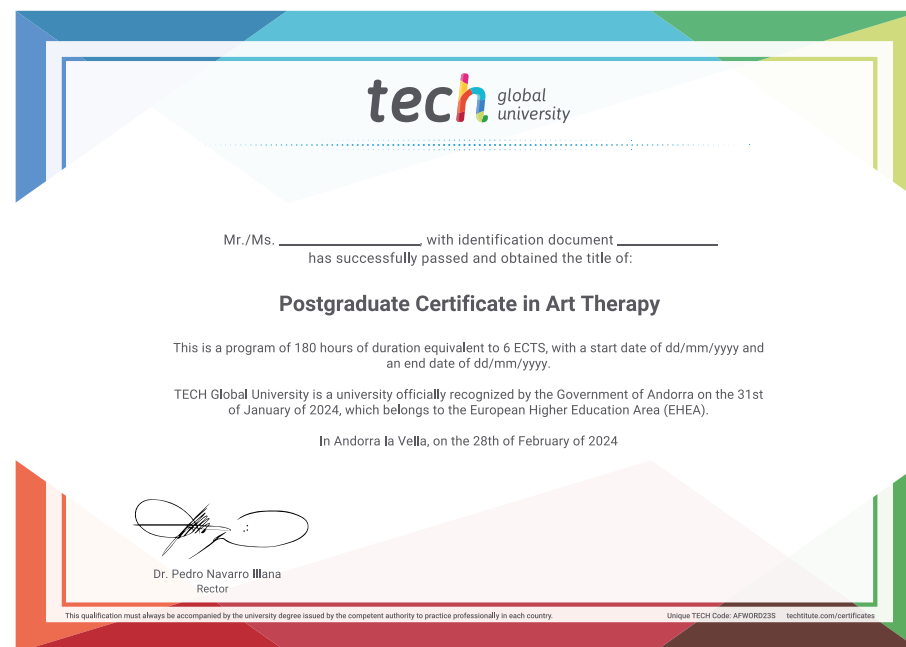 tech global
university
Mr./Ms. ____________________, with identification document ______________
has successfully passed and obtained the title of:
Postgraduate Certificate in Art Therapy
This is a program of 180 hours of duration equivalent to 6 ECTS, with a start date of dd/mm/yyyy and
an end date of dd/mm/yyyy.
TECH Global University is a university officially recognized by the Government of Andorra on the 31st
of January of 2024, which belongs to the European Higher Education Area (EHEA).
In Andorra la Vella, on the 28th of February of 2024
Dr. Pedro Navarro Illana
Rector
This qualification must always be accompanied by the university degree issued by the competent authority to practice professionally in each country.
Unique TECH Code: AFWORD23S techtitute.com/certificates